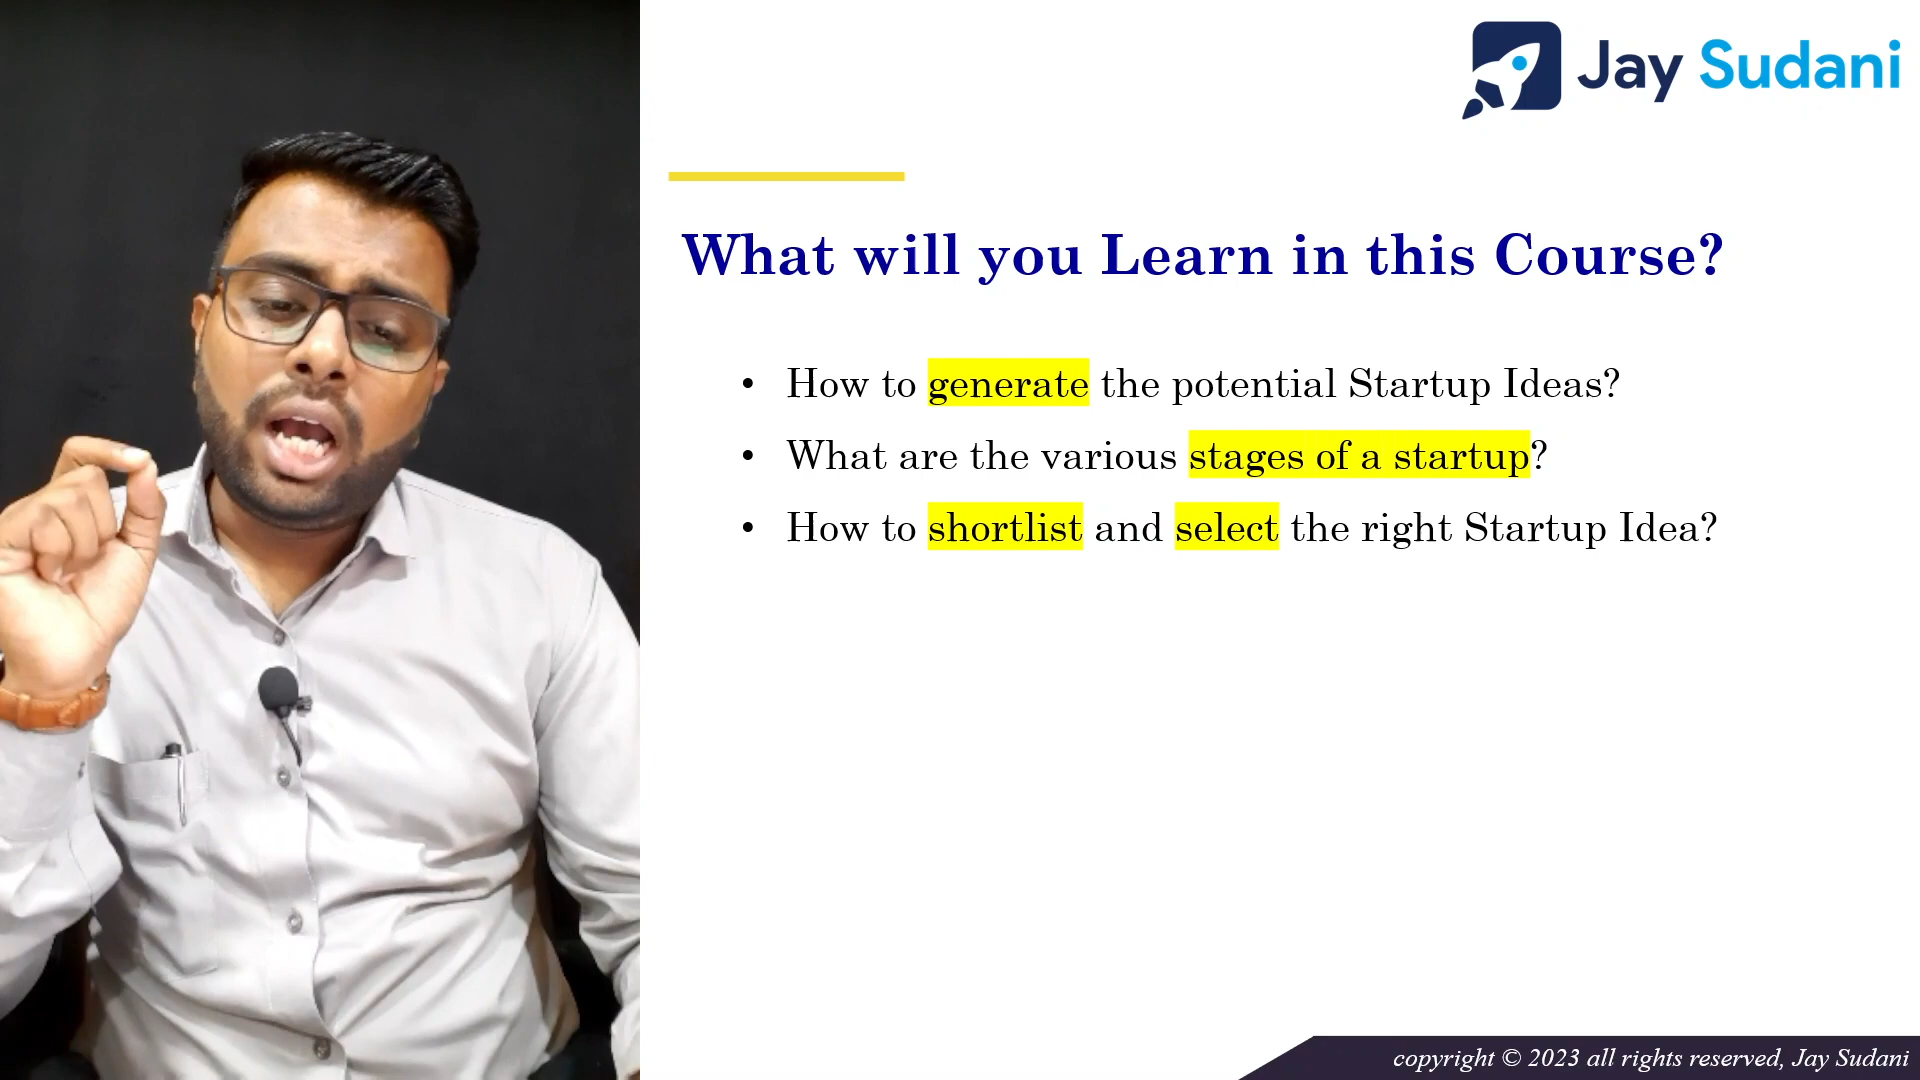 Jay Sudani
What will you Learn in this Course?
• How to generate the potential Startup Ideas?
• What are the various stages of a startup?
• How to shortlist and select the right Startup Idea?
copyright © 2023 all rights reserved, Jay Sudani